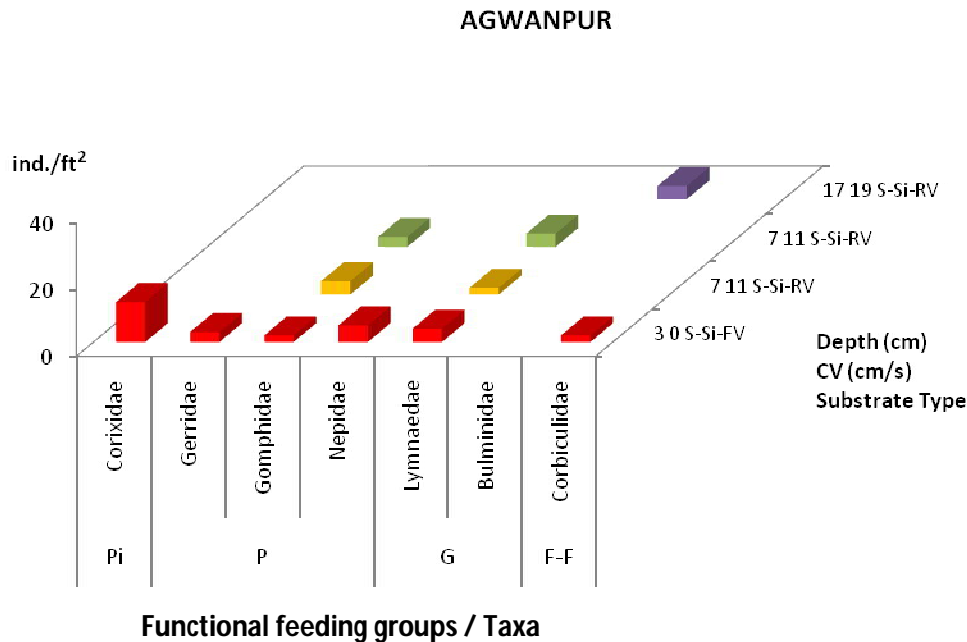 AGWANPUR
ind./ft²
40
20
0
17 19 S-Si-RV
7 11 S-Si-RV
7 11 S-Si-RV
3 0 S-Si-FV
Depth (cm)
CV (cm/s)
Substrate Type
Corixidae
Gerridae
Gomphidae
Nepidae
Lymnaedae
Bulminidae
Corbiculidae
Pi
P
G
F-F
Functional feeding groups / Taxa